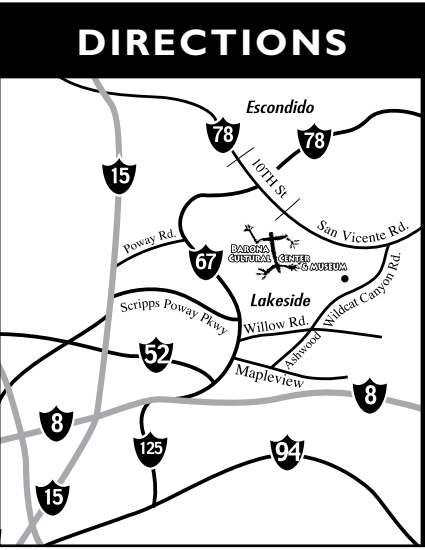 DIRECTIONS
Escondido
78
78
10TH St
15
San Vicente Rd.
Poway Rd.
BARONA
CULTURAL CENTER
& MUSEUM
67
Wildcat Canyon Rd.
Lakeside
Scripps Poway Pkwy
Willow Rd.
Ashwood
52
Mapleview
8
8
125
94
15